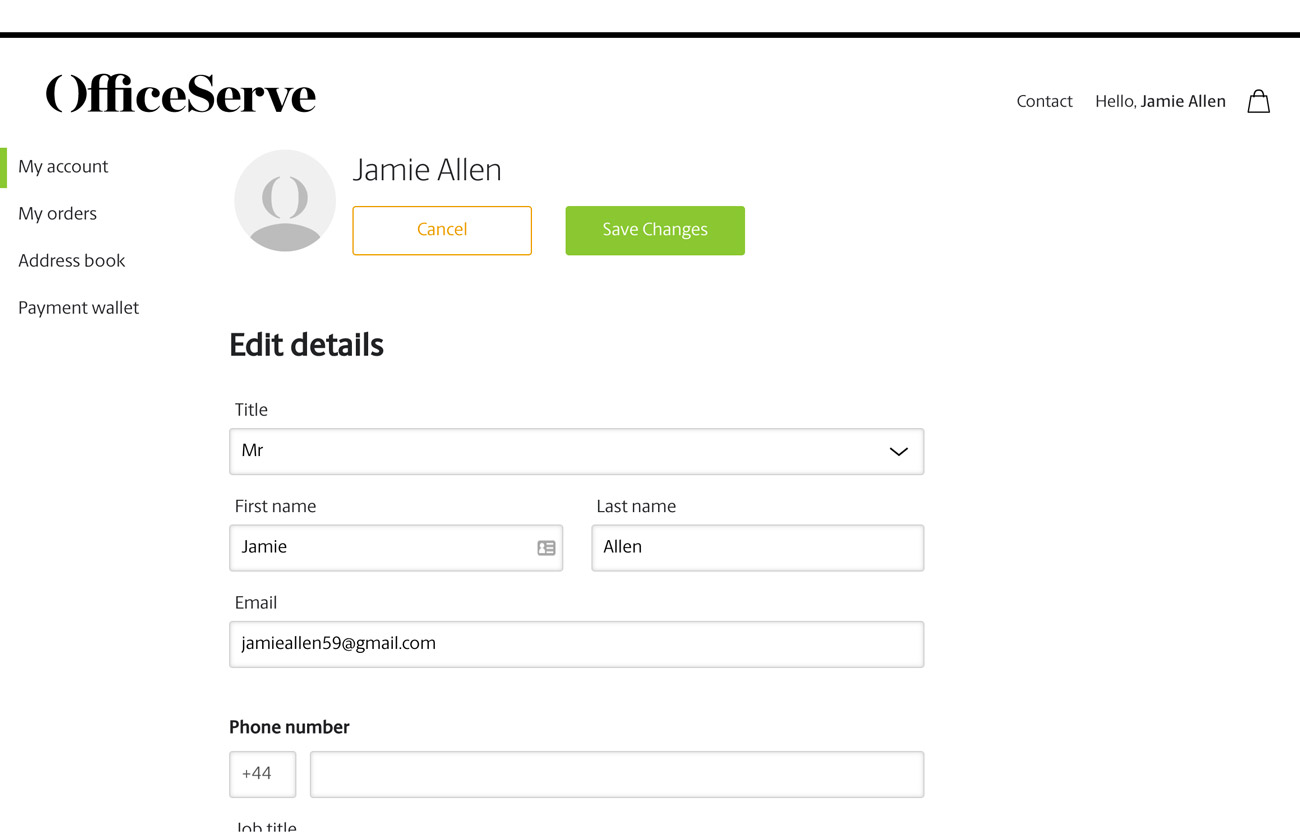 OfficeServe
Contact Hello, Jamie Allen
My account
My orders
Address book
Payment wallet
Jamie Allen
Cancel Save Changes
Edit details
Title
Mr
First name Last name
Jamie Allen
Email
jamieallen59@gmail.com
Phone number
+44
Job title